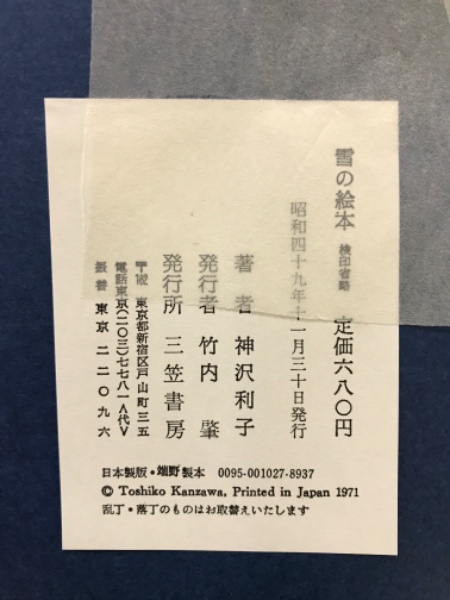 雪の絵本 検印省略 定価六八〇円
昭和四十九年十一月三十日発行
著者 神沢利子
発行者 竹内 肇
発行所 三笠書房
東京都新宿区戸山町三五
電話東京(二〇三)七七八一<代>
振替 東京 二二〇九六
日本製版・端野製本 0095-001027-8937
© Toshiko Kanzawa, Printed in Japan 1971
乱丁・落丁のものはお取替えいたします